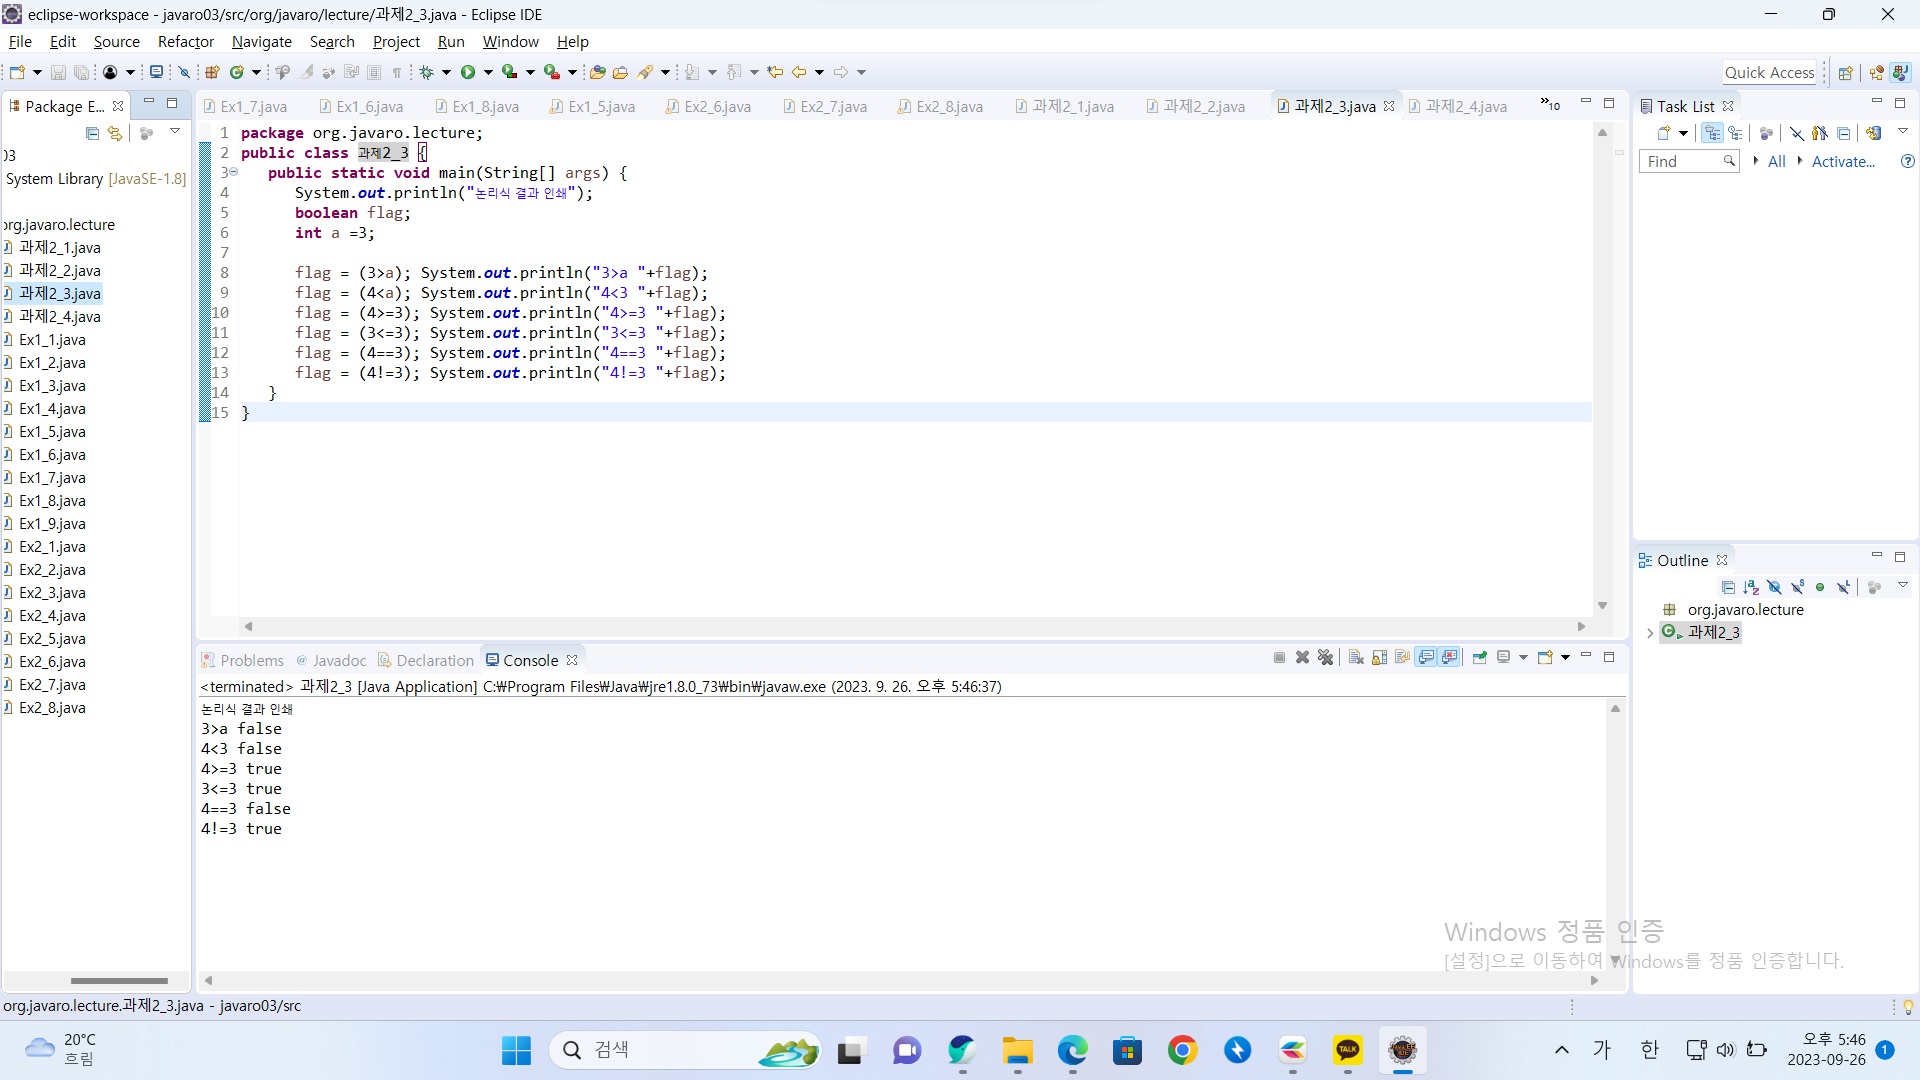 eclipse-workspace - javaro03/src/org/javaro/lecture/과제2_3.java - Eclipse IDE
File Edit Source Refactor Navigate Search Project Run Window Help
Quick Access
Package E...
03
System Library [JavaSE-1.8]
org.javaro.lecture
과제2_1.java
과제2_2.java
과제2_3.java
과제2_4.java
Ex1_1.java
Ex1_2.java
Ex1_3.java
Ex1_4.java
Ex1_5.java
Ex1_6.java
Ex1_7.java
Ex1_8.java
Ex1_9.java
Ex2_1.java
Ex2_2.java
Ex2_3.java
Ex2_4.java
Ex2_5.java
Ex2_6.java
Ex2_7.java
Ex2_8.java
Ex1_7.java Ex1_6.java Ex1_8.java Ex1_5.java Ex2_6.java Ex2_7.java Ex2_8.java 과제2_1.java 과제2_2.java 과제2_3.java 과제2_4.java »10
1 package org.javaro.lecture;
2 public class 과제2_3 {
3 public static void main(String[] args) {
4 System.out.println("논리식 결과 인쇄");
5 boolean flag;
6 int a =3;
7
8 flag = (3>a); System.out.println("3>a "+flag);
9 flag = (4<a); System.out.println("4<3 "+flag);
10 flag = (4>=3); System.out.println("4>=3 "+flag);
11 flag = (3<=3); System.out.println("3<=3 "+flag);
12 flag = (4==3); System.out.println("4==3 "+flag);
13 flag = (4!=3); System.out.println("4!=3 "+flag);
14 }
15 }
Problems @ Javadoc Declaration Console
<terminated> 과제2_3 [Java Application] C:₩Program Files₩Java₩jre1.8.0_73₩bin₩javaw.exe (2023. 9. 26. 오후 5:46:37)
논리식 결과 인쇄
3>a false
4<3 false
4>=3 true
3<=3 true
4==3 false
4!=3 true
Task List
Find All Activate...
Outline
org.javaro.lecture
과제2_3
Windows 정품 인증
[설정]으로 이동하여 Windows를 정품 인증합니다.
org.javaro.lecture.과제2_3.java - javaro03/src
20°C
흐림
검색
TALK
가 한
오후 5:46
2023-09-26
1